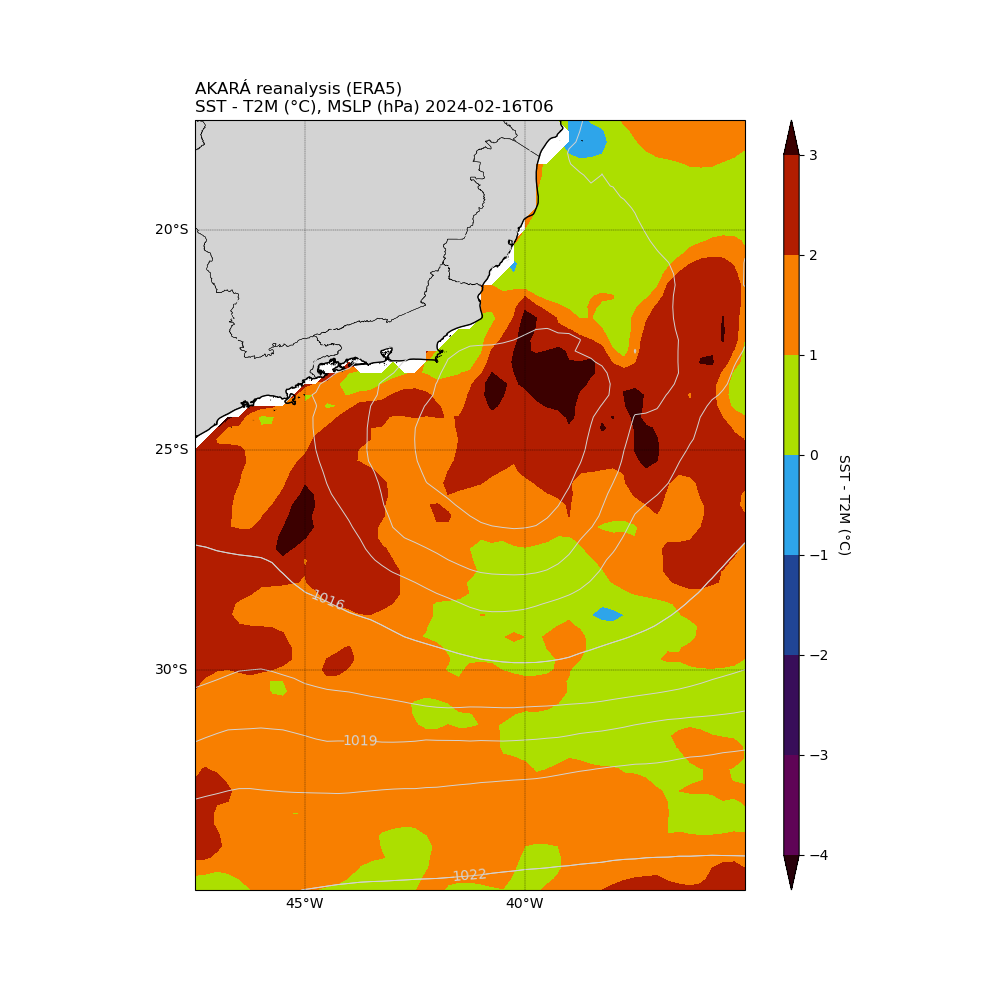 AKARÁ reanalysis (ERA5)
SST - T2M (°C), MSLP (hPa) 2024-02-16T06
20°S
25°S
30°S
45°W
40°W
1016
1019
1022
3
2
1
0
−1
−2
−3
−4
SST - T2M (°C)